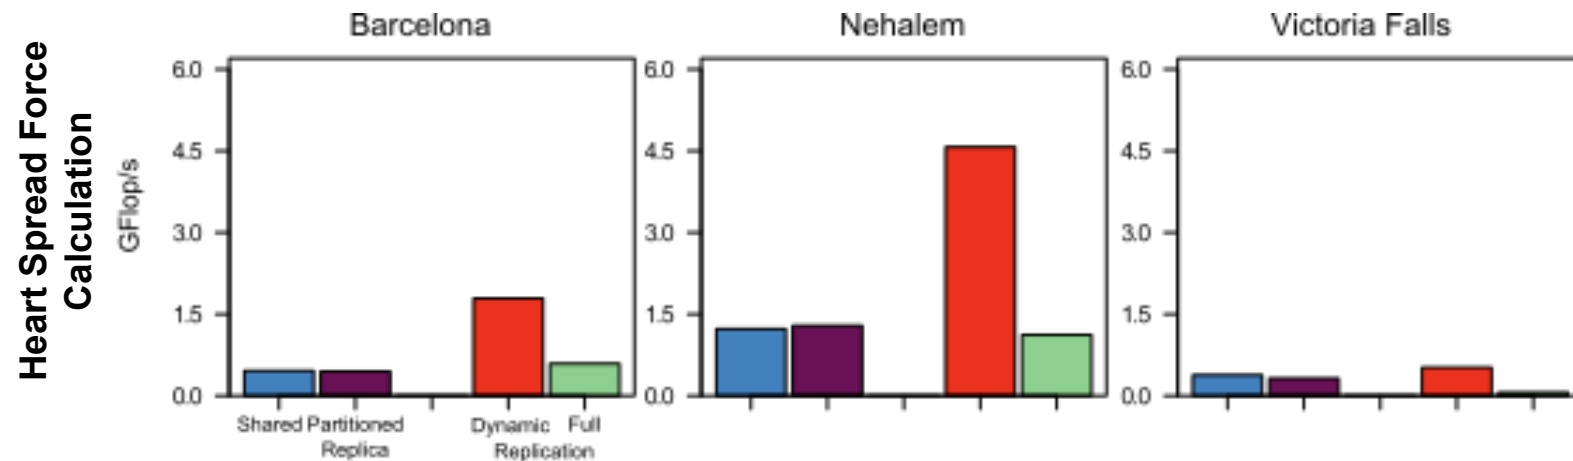 Barcelona
Nehalem
Victoria Falls
Heart Spread Force
Calculation
GFlop/s
6.0
4.5
3.0
1.5
0.0
6.0
4.5
3.0
1.5
0.0
6.0
4.5
3.0
1.5
0.0
Shared Partitioned Dynamic Full
Replica Replication